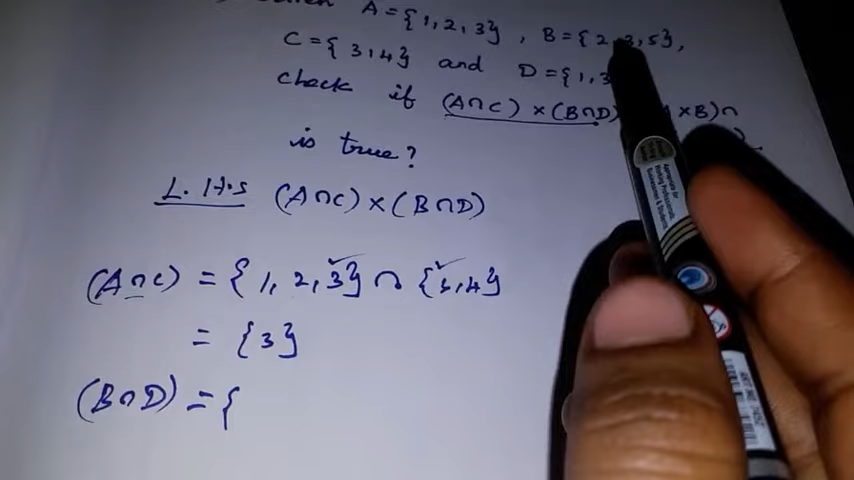 A={1,2,3}, B={2,3,5},
C={3,4} and D={1,3
check if (A∩C)×(B∩D) ×B)∩
is true?
L.H.S (A∩C)×(B∩D)
(A∩C) = {1,2,3}∩{3,4}
= {3}
(B∩D) = {